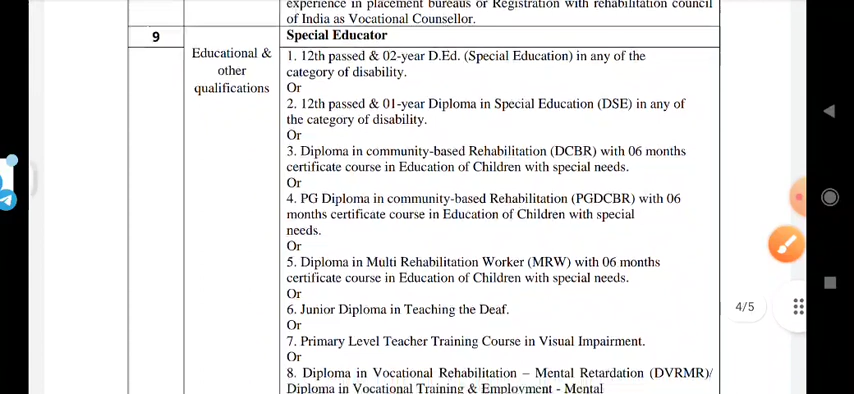 experience in placement bureaus or Registration with rehabilitation council
of India as Vocational Counsellor.
9
Special Educator
Educational &
other
qualifications
1. 12th passed & 02-year D.Ed. (Special Education) in any of the
category of disability.
Or
2. 12th passed & 01-year Diploma in Special Education (DSE) in any of
the category of disability.
Or
3. Diploma in community-based Rehabilitation (DCBR) with 06 months
certificate course in Education of Children with special needs.
Or
4. PG Diploma in community-based Rehabilitation (PGDCBR) with 06
months certificate course in Education of Children with special
needs.
Or
5. Diploma in Multi Rehabilitation Worker (MRW) with 06 months
certificate course in Education of Children with special needs.
Or
6. Junior Diploma in Teaching the Deaf.
Or
7. Primary Level Teacher Training Course in Visual Impairment.
Or
8. Diploma in Vocational Rehabilitation – Mental Retardation (DVRMR)/
Diploma in Vocational Training & Employment - Mental
4/5